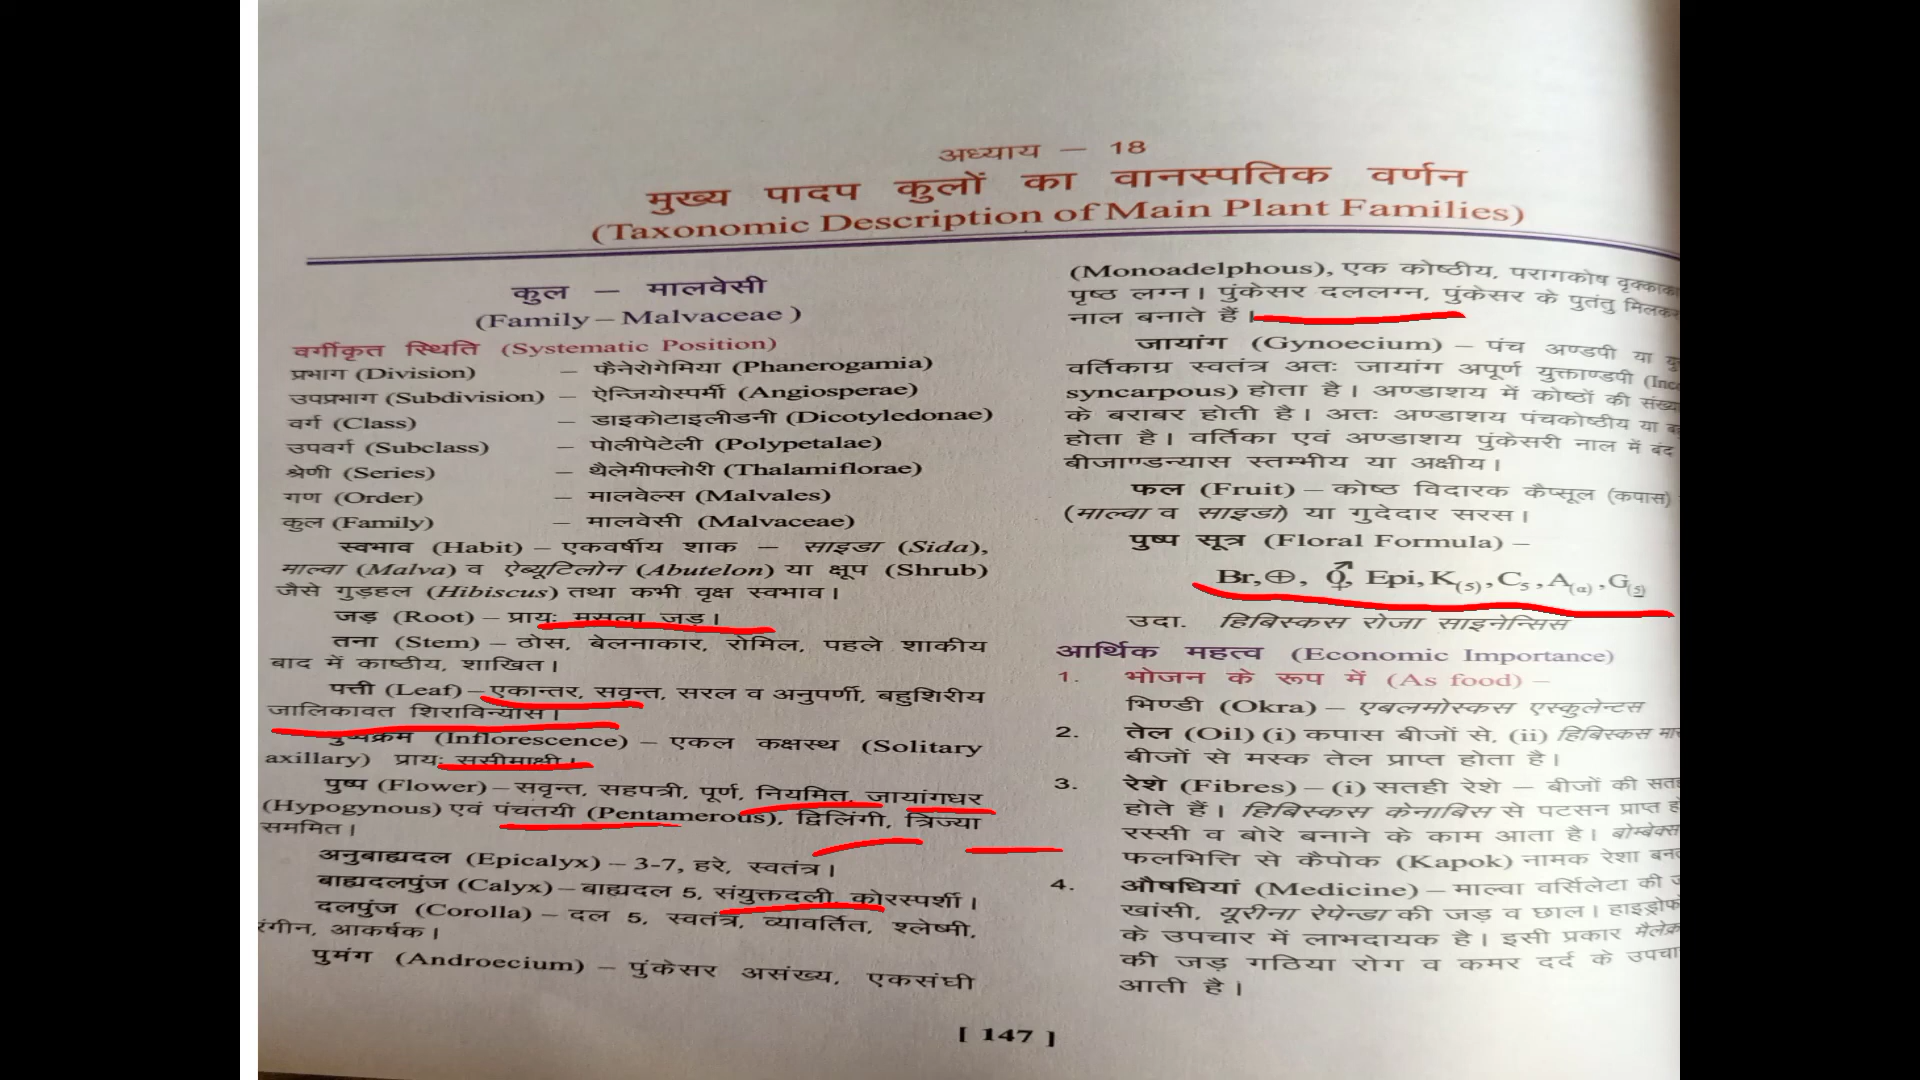 अध्याय – 18
मुख्य पादप कुलों का वानस्पतिक वर्णन
(Taxonomic Description of Main Plant Families)
कुल – मालवेसी
(Family – Malvaceae )
वर्गीकृत स्थिति (Systematic Position)
प्रभाग (Division) – फैनेरोगेमिया (Phanerogamia)
उपप्रभाग (Subdivision) – ऐन्जियोस्पर्मी (Angiosperae)
वर्ग (Class) – डाइकोटाइलीडनी (Dicotyledonae)
उपवर्ग (Subclass) – पोलीपेटेली (Polypetalae)
श्रेणी (Series) – थैलेमीफ्लोरी (Thalamiflorae)
गण (Order) – मालवेल्स (Malvales)
कुल (Family) – मालवेसी (Malvaceae)
स्वभाव (Habit) – एकवर्षीय शाक – साइडा (Sida),
माल्वा (Malva) व ऐब्यूटिलोन (Abutelon) या क्षूप (Shrub)
जैसे गुड़हल (Hibiscus) तथा कभी वृक्ष स्वभाव।
जड़ (Root) – प्रायः मूसला जड़।
तना (Stem) – ठोस, बेलनाकार, रोमिल, पहले शाकीय
बाद में काष्ठीय, शाखित।
पत्ती (Leaf) – एकान्तर, सवृन्त, सरल व अनुपर्णी, बहुशिरीय
जालिकावत शिराविन्यास।
पुष्पक्रम (Inflorescence) – एकल कक्षस्थ (Solitary
axillary) प्रायः ससीमाक्षी।
पुष्प (Flower) – सवृन्त, सहपत्री, पूर्ण, नियमित, जायांगधर
(Hypogynous) एवं पंचतयी (Pentamerous), द्विलिंगी, त्रिज्या
सममित।
अनुबाह्यदल (Epicalyx) – 3-7, हरे, स्वतंत्र।
बाह्यदलपुंज (Calyx) – बाह्यदल 5, संयुक्तदली, कोरस्पर्शी।
दलपुंज (Corolla) – दल 5, स्वतंत्र, व्यावर्तित, श्लेष्मी,
रंगीन, आकर्षक।
पुमंग (Androecium) – पुंकेसर असंख्य, एकसंघी
(Monoadelphous), एक कोष्ठीय, परागकोष वृक्काका
पृष्ठ लग्न। पुंकेसर दललग्न, पुंकेसर के पुतंतु मिलकर
नाल बनाते हैं।
जायांग (Gynoecium) – पंच अण्डपी या
वर्तिकाग्र स्वतंत्र अतः जायांग अपूर्ण युक्ताण्डपी (Inc
syncarpous) होता है। अण्डाशय में कोष्ठों की संख्य
के बराबर होती है। अतः अण्डाशय पंचकोष्ठीय या
होता है। वर्तिका एवं अण्डाशय पुंकेसरी नाल में बंद
बीजाण्डन्यास स्तम्भीय या अक्षीय।
फल (Fruit) – कोष्ठ विदारक कैप्सूल (कपास)
(माल्वा व साइडा) या गुदेदार सरस।
पुष्प सूत्र (Floral Formula) –
Br, ⊕, ⚥, Epi, K(5), C5, A(α), G(5)
उदा. हिबिस्कस रोजा साइनेन्सिस
आर्थिक महत्व (Economic Importance)
1. भोजन के रूप में (As food) –
भिण्डी (Okra) – एबलमोस्कस एस्कुलेन्टस
2. तेल (Oil) (i) कपास बीजों से, (ii) हिबिस्कस
बीजों से मस्क तेल प्राप्त होता है।
3. रेशे (Fibres) – (i) सतही रेशे – बीजों की सतह
होते हैं। हिबिस्कस केनाबिस से पटसन प्राप्त
रस्सी व बोरे बनाने के काम आता है। बोम्बेक्स
फलभित्ति से कैपोक (Kapok) नामक रेशा
4. औषधियां (Medicine) – माल्वा वर्सिलेटा की
खांसी, यूरीना रेपेन्डा की जड़ व छाल। हाइड्रोफ
के उपचार में लाभदायक है। इसी प्रकार
की जड़ गठिया रोग व कमर दर्द के उपचा
आती है।
[ 147 ]